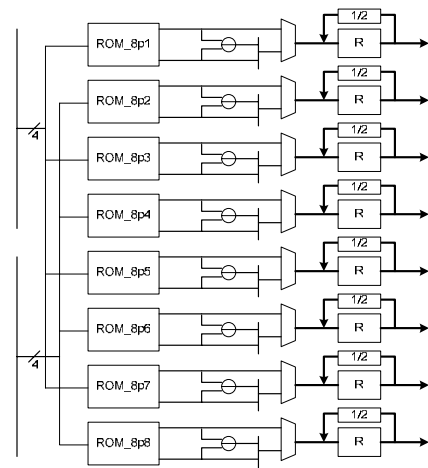 1/2
ROM_8p1
R
1/2
ROM_8p2
R
4
1/2
ROM_8p3
R
1/2
ROM_8p4
R
1/2
ROM_8p5
R
1/2
ROM_8p6
R
4
1/2
ROM_8p7
R
1/2
ROM_8p8
R